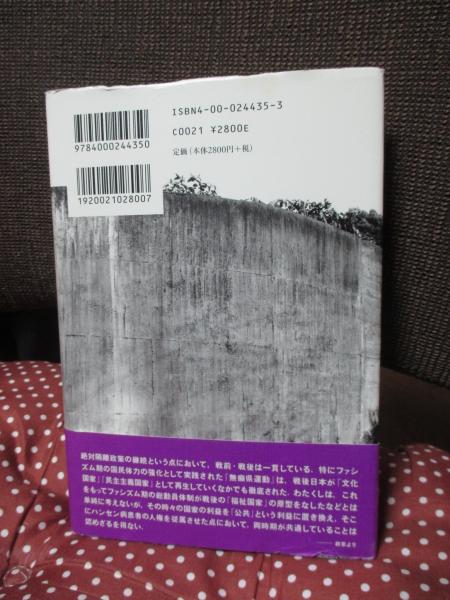 ISBN4-00-024435-3
C0021 ¥2800E
定価(本体2800円+税)
9784000244350
1920021028007
絶対隔離政策の継続という点において，戦前・戦後は一貫している．特にファシ
ズム期の国民体力の強化として実践された「無癩県運動」は，戦後日本が「文化
国家」「民主主義国家」として再生していくなかでも徹底された．わたくしは，これ
をもってファシズム期の総動員体制が戦後の「福祉国家」の原型をなしたなどとは
単純に考えないが，その時々の国家の利益を「公共」という利益に置き換え，そこ
にハンセン病患者の人権を従属させた点において，両時期が共通していることは
認めざるを得ない．